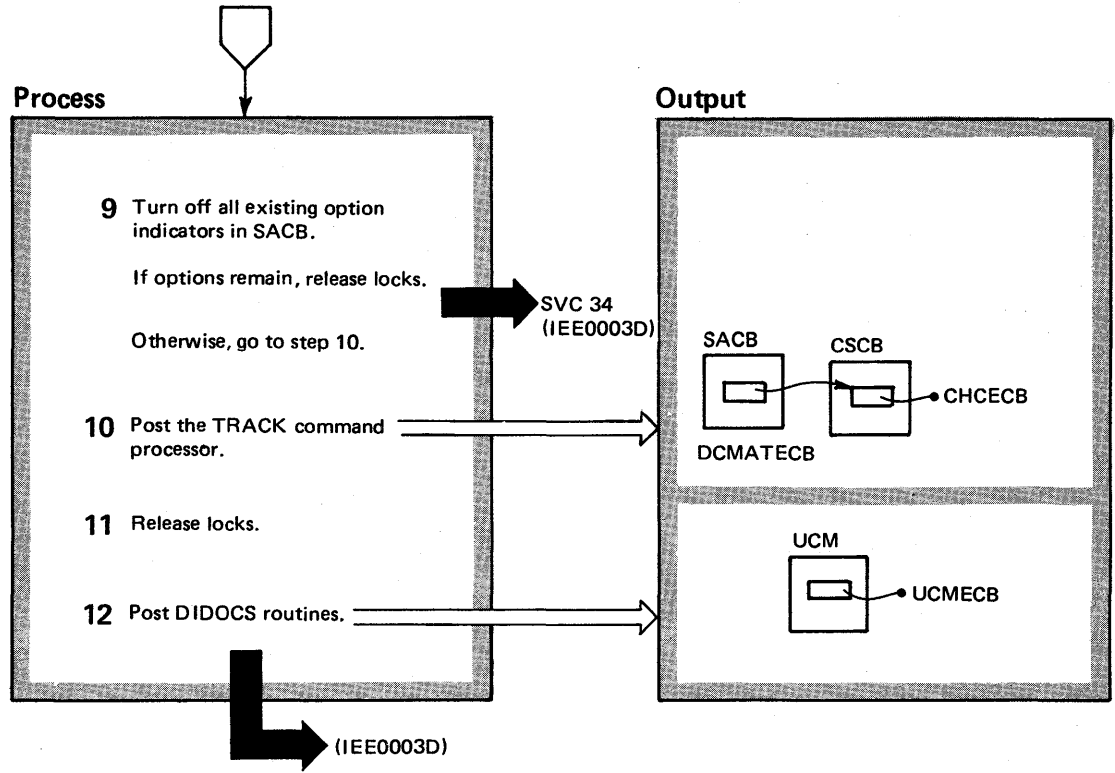 Process
9 Turn off all existing option
indicators in SACB.
If options remain, release locks.
SVC 34
(IEE0003D)
Otherwise, go to step 10.
10 Post the TRACK command
processor.
11 Release locks.
12 Post DIDOCS routines.
(IEE0003D)
Output
SACB
CSCB
CHCECB
DCMATECB
UCM
UCMECB